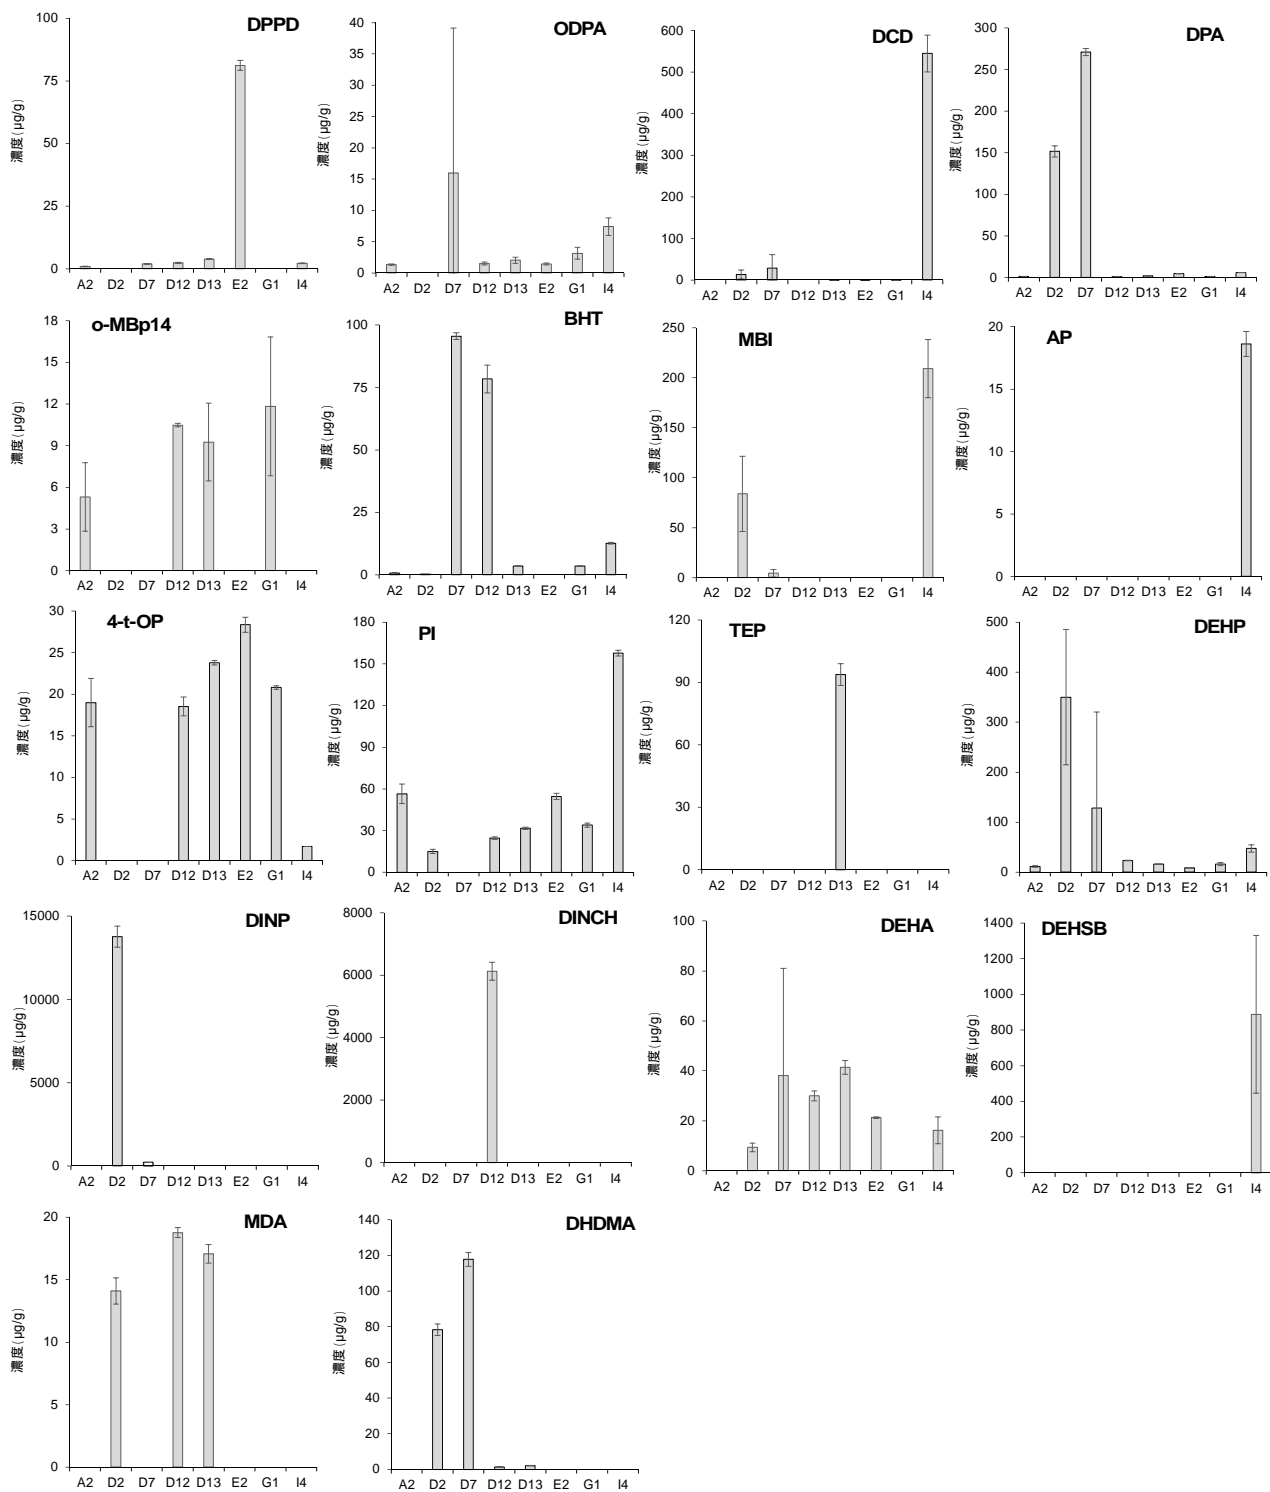 DPPD
濃度(μg/g)
100
75
50
25
0
A2 D2 D7 D12 D13 E2 G1 I4
ODPA
濃度(μg/g)
40
35
30
25
20
15
10
5
0
A2 D2 D7 D12 D13 E2 G1 I4
DCD
濃度(μg/g)
600
500
400
300
200
100
0
A2 D2 D7 D12 D13 E2 G1 I4
DPA
濃度(μg/g)
300
250
200
150
100
50
0
A2 D2 D7 D12 D13 E2 G1 I4
o-MBp14
濃度(μg/g)
18
15
12
9
6
3
0
A2 D2 D7 D12 D13 E2 G1 I4
BHT
濃度(μg/g)
100
75
50
25
0
A2 D2 D7 D12 D13 E2 G1 I4
MBI
濃度(μg/g)
250
200
150
100
50
0
A2 D2 D7 D12 D13 E2 G1 I4
AP
濃度(μg/g)
20
15
10
5
0
A2 D2 D7 D12 D13 E2 G1 I4
4-t-OP
濃度(μg/g)
30
25
20
15
10
5
0
A2 D2 D7 D12 D13 E2 G1 I4
PI
濃度(μg/g)
180
150
120
90
60
30
0
A2 D2 D7 D12 D13 E2 G1 I4
TEP
濃度(μg/g)
120
90
60
30
0
A2 D2 D7 D12 D13 E2 G1 I4
DEHP
濃度(μg/g)
500
400
300
200
100
0
A2 D2 D7 D12 D13 E2 G1 I4
DINP
濃度(μg/g)
15000
10000
5000
0
A2 D2 D7 D12 D13 E2 G1 I4
DINCH
濃度(μg/g)
8000
6000
4000
2000
0
A2 D2 D7 D12 D13 E2 G1 I4
DEHA
濃度(μg/g)
100
80
60
40
20
0
A2 D2 D7 D12 D13 E2 G1 I4
DEHSB
濃度(μg/g)
1400
1200
1000
800
600
400
200
0
A2 D2 D7 D12 D13 E2 G1 I4
MDA
濃度(μg/g)
20
15
10
5
0
A2 D2 D7 D12 D13 E2 G1 I4
DHDMA
濃度(μg/g)
140
120
100
80
60
40
20
0
A2 D2 D7 D12 D13 E2 G1 I4